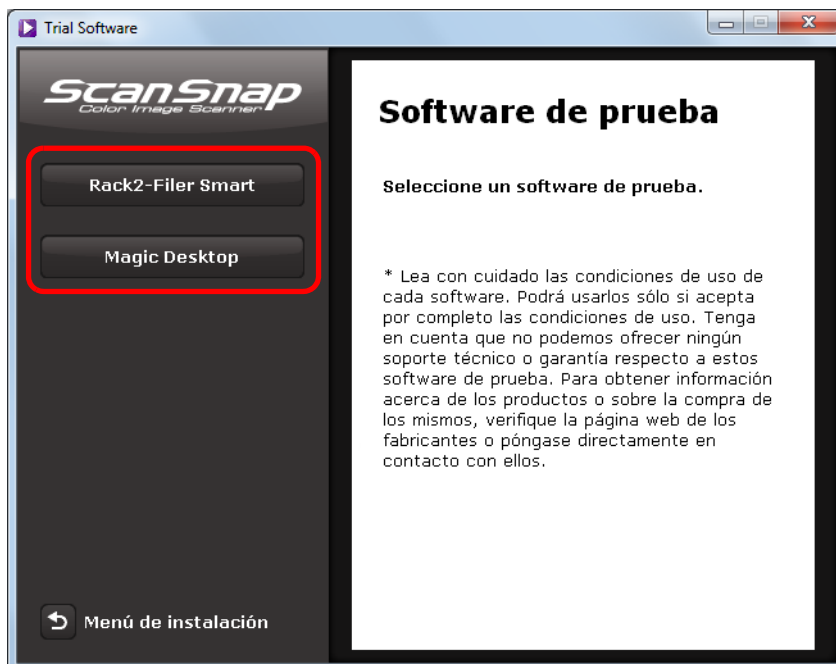 Trial Software
ScanSnap
Color Image Scanner
Rack2-Filer Smart
Magic Desktop
Menú de instalación
Software de prueba
Seleccione un software de prueba.
* Lea con cuidado las condiciones de uso de
cada software. Podrá usarlos sólo si acepta
por completo las condiciones de uso. Tenga
en cuenta que no podemos ofrecer ningún
soporte técnico o garantía respecto a estos
software de prueba. Para obtener información
acerca de los productos o sobre la compra de
los mismos, verifique la página web de los
fabricantes o póngase directamente en
contacto con ellos.